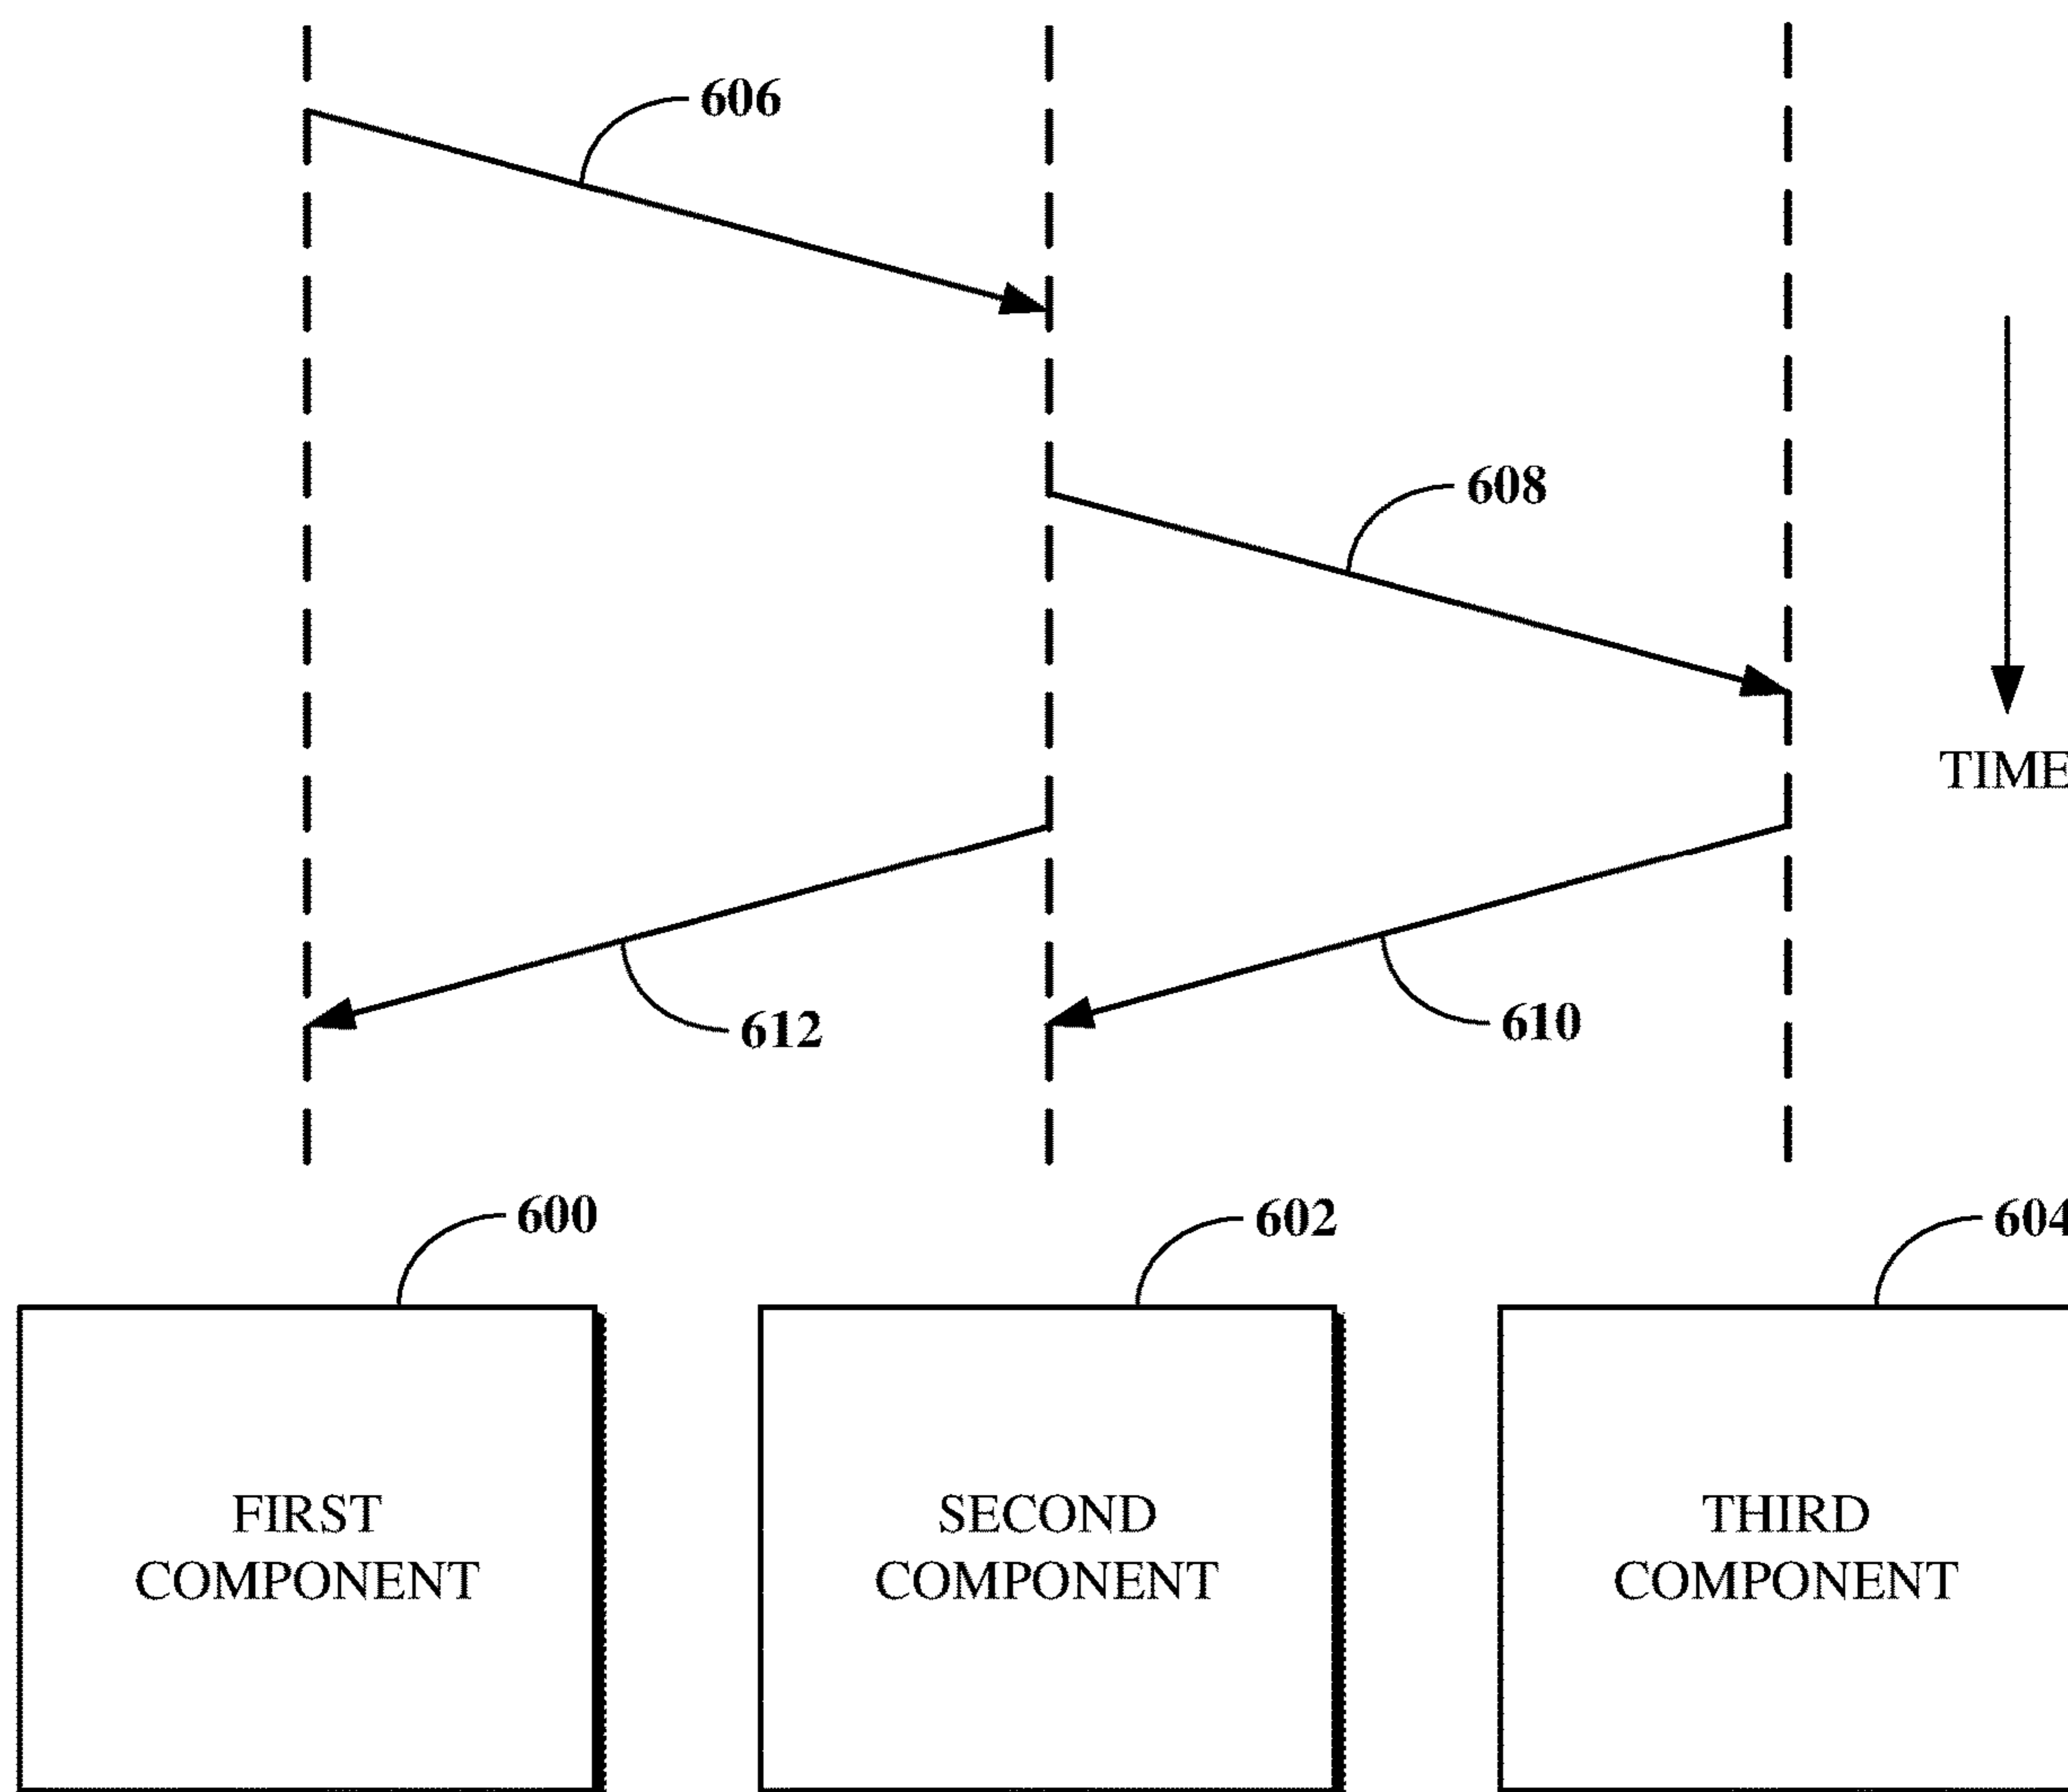 606
608
TIME
612
610
600
602
604
FIRST
COMPONENT
SECOND
COMPONENT
THIRD
COMPONENT